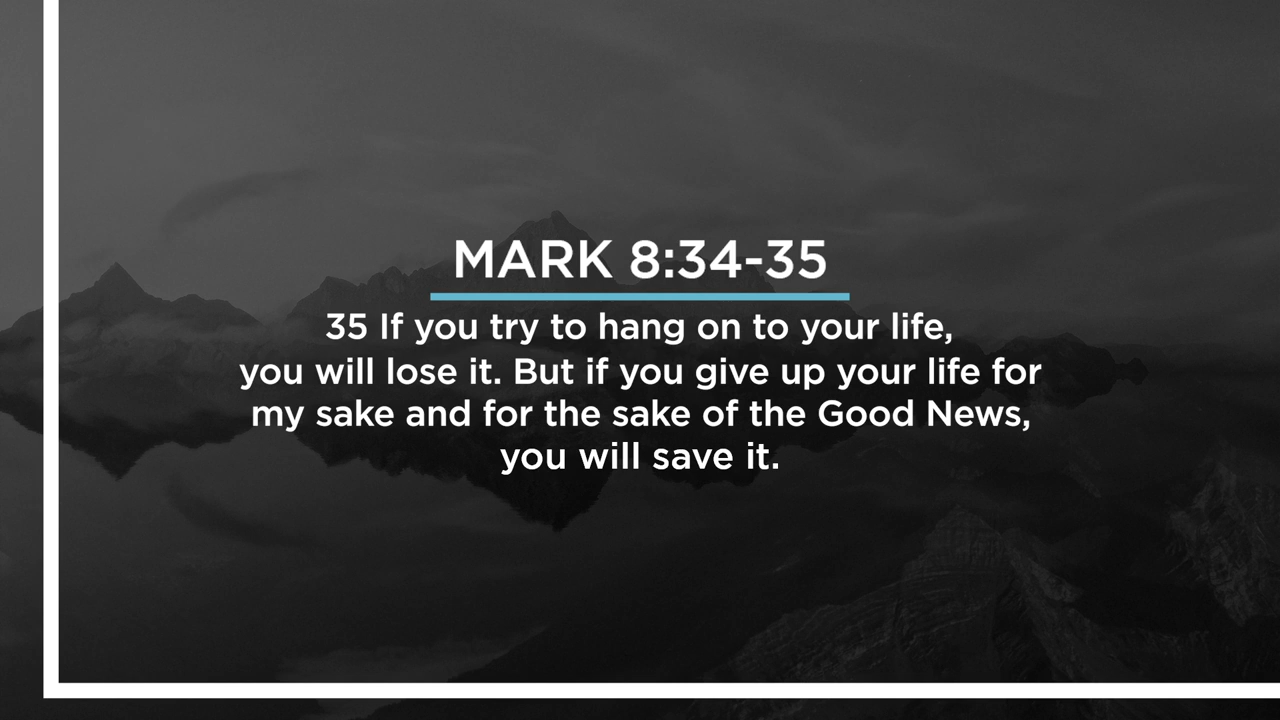 MARK 8:34-35
35 If you try to hang on to your life,
you will lose it. But if you give up your life for
my sake and for the sake of the Good News,
you will save it.